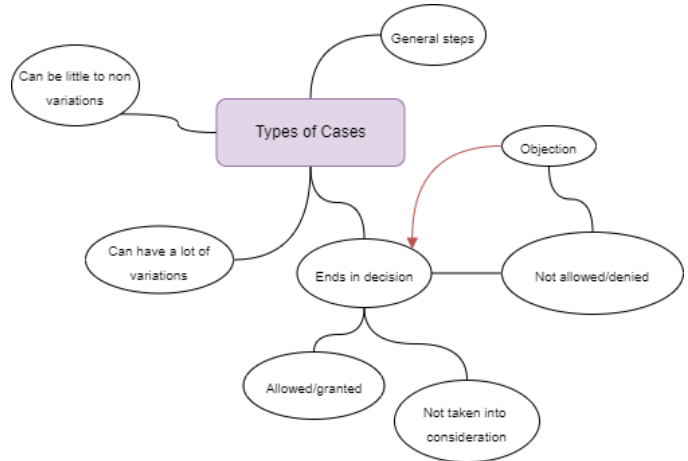 General steps
Can be little to non
variations
Types of Cases
Objection
Can have a lot of
variations
Ends in decision
Not allowed/denied
Allowed/granted
Not taken into
consideration